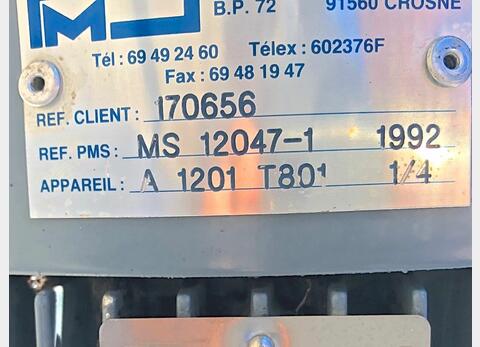 PMS
B.P. 72 91560 CROSNE
Tél : 69 49 24 60 Télex : 602376F
Fax : 69 48 19 47
REF. CLIENT : 170656
REF. PMS : MS 12047-1 1992
APPAREIL : A 1201 T801 1/4